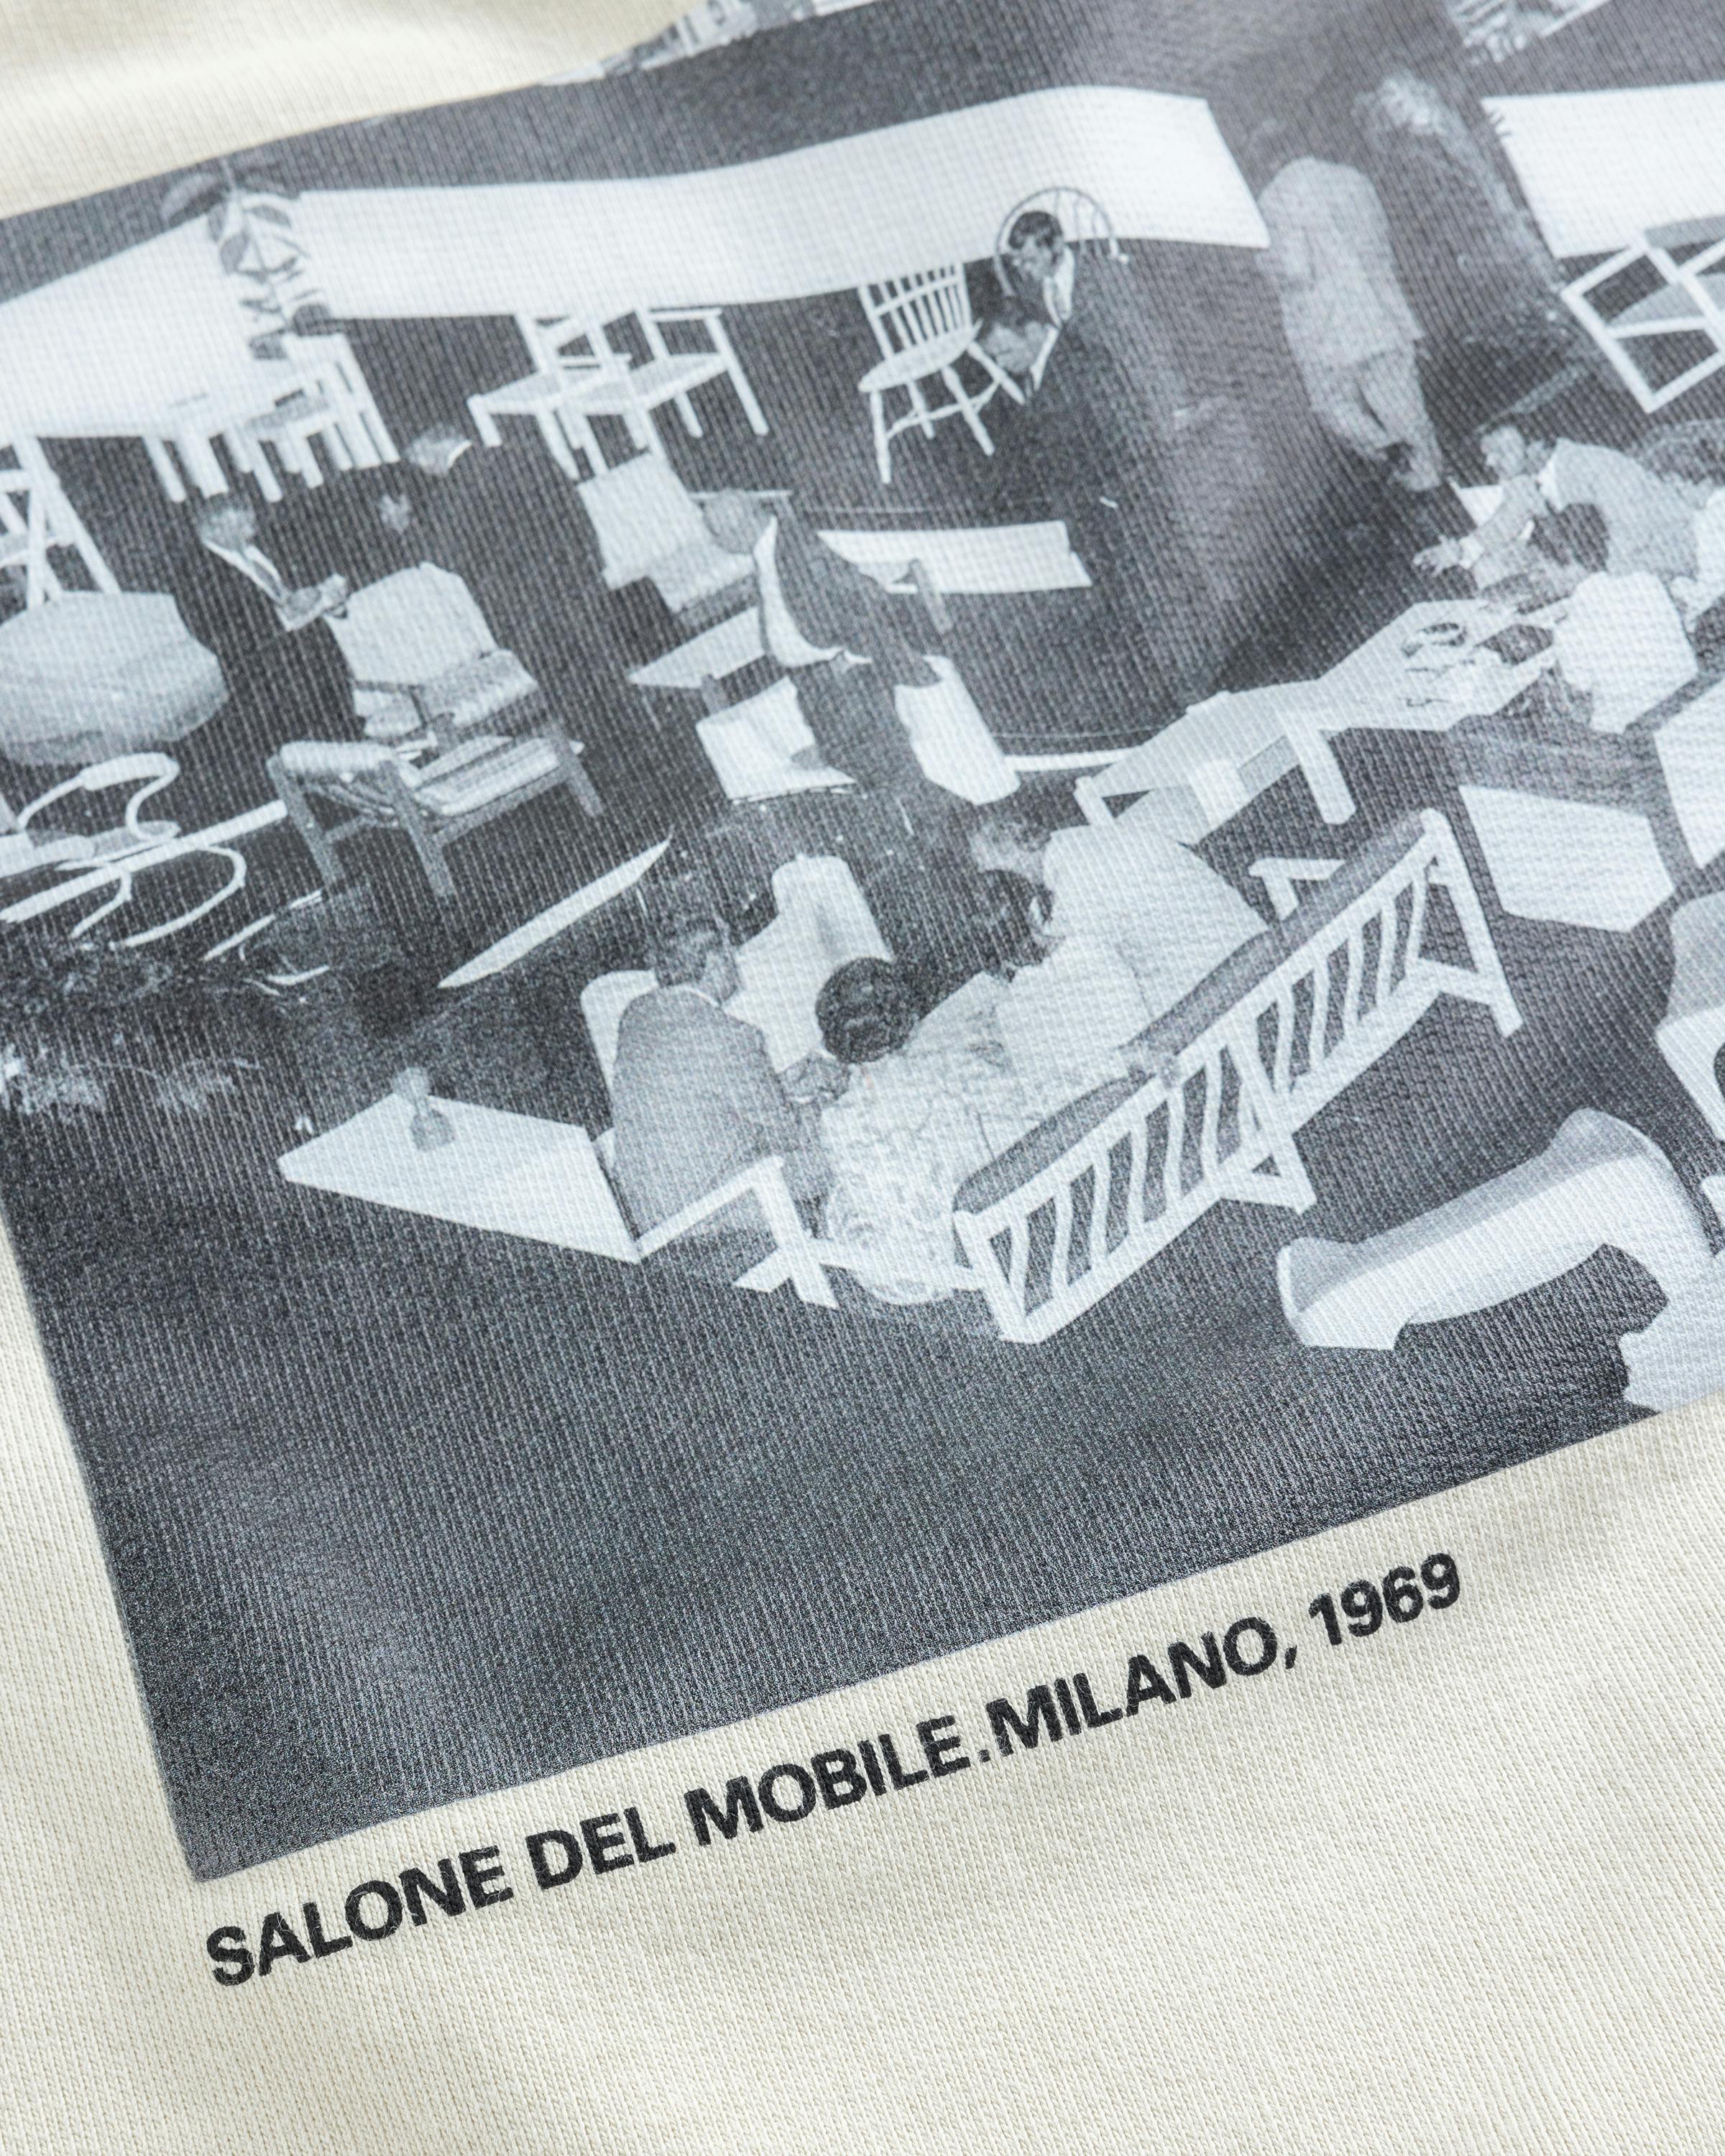 SALONE DEL MOBILE.MILANO, 1969